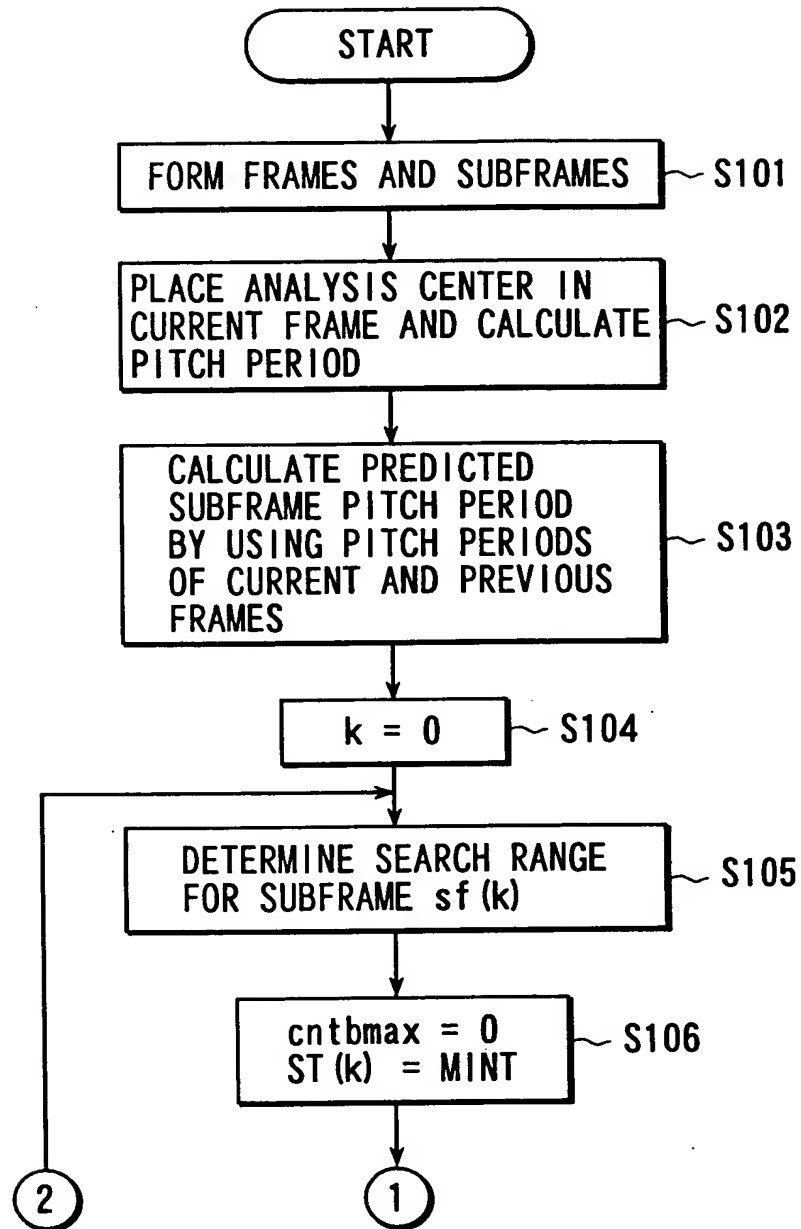 START
FORM FRAMES AND SUBFRAMES
S101
PLACE ANALYSIS CENTER IN
CURRENT FRAME AND CALCULATE
PITCH PERIOD
S102
CALCULATE PREDICTED
SUBFRAME PITCH PERIOD
BY USING PITCH PERIODS
OF CURRENT AND PREVIOUS
FRAMES
S103
k = 0
S104
DETERMINE SEARCH RANGE
FOR SUBFRAME sf(k)
S105
cntbmax = 0
ST(k) = MINT
S106
2
1